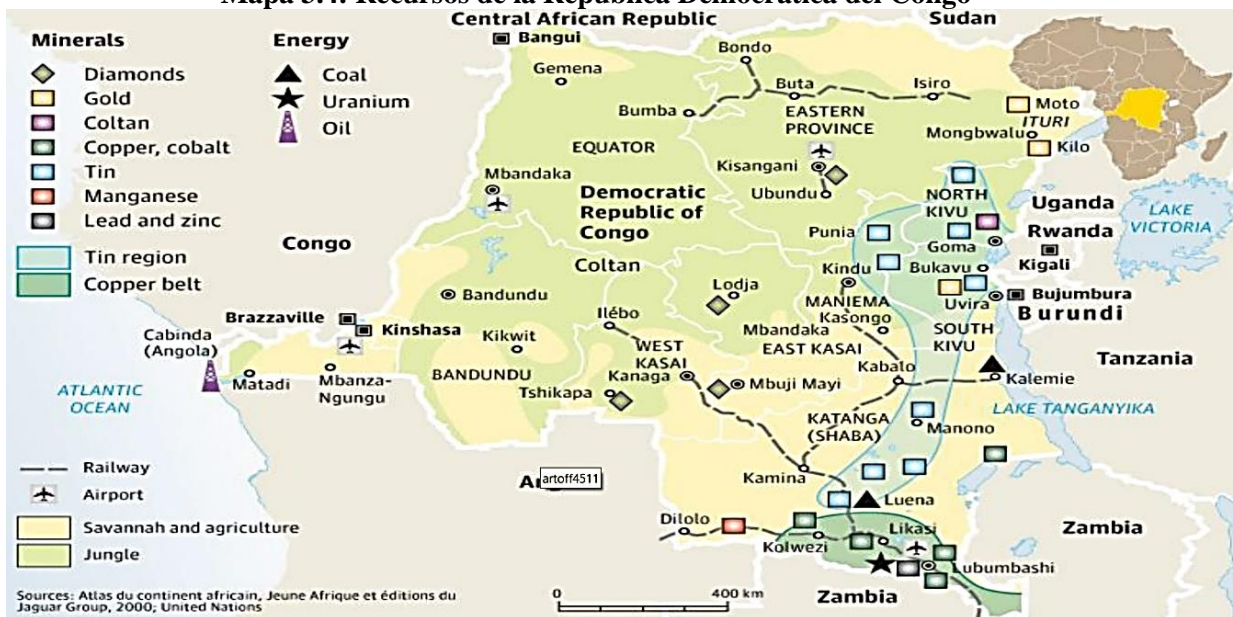 Mapa 3.4. Recursos de la República Democrática del Congo
Central African Republic
Sudan
Minerals
Diamonds
Gold
Coltan
Copper, cobalt
Tin
Manganese
Lead and zinc
Tin region
Copper belt
Energy
Coal
Uranium
Oil
Bangui
Gemena
Bondo
Buta
Isiro
Bumba
EASTERN
PROVINCE
Moto
ITURI
Mongbwalu
Kilo
EQUATOR
Kisangani
Mbandaka
Ubundu
Democratic
Republic of
Congo
NORTH
KIVU
Uganda
LAKE
VICTORIA
Congo
Punia
Goma
Rwanda
Kigali
Coltan
Kindu
Bukavu
Lodja
Bandundu
MANIEMA
Uvira
Bujumbura
Burundi
Brazzaville
Kinshasa
Ilébo
Mbandaka
Kasongo
SOUTH
KIVU
Cabinda
(Angola)
Kikwit
WEST
KASAI
EAST KASAI
Tanzania
Matadi
Mbanza-
Ngungu
BANDUNDU
Kanaga
Mbuji Mayi
Kabalo
Kalemie
ATLANTIC
OCEAN
Tshikapa
LAKE TANGANYIKA
KATANGA
(SHABA)
Manono
Railway
Airport
Savannah and agriculture
Jungle
artoff4511
Kamina
Luena
Dilolo
Kolwezi
Likasi
Zambia
Lubumbashi
Zambia
0
400 km
Sources: Atlas du continent africain, Jeune Afrique et éditions du
Jaguar Group, 2000; United Nations